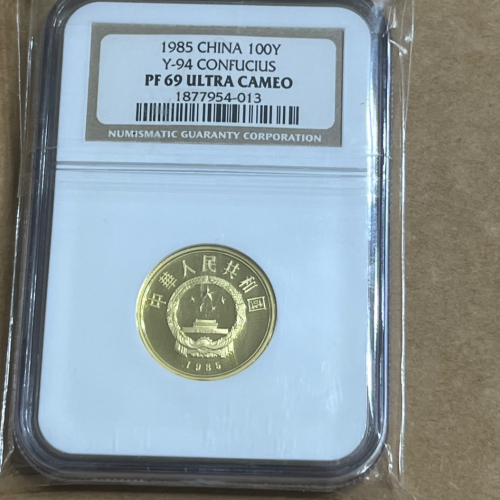 1985 CHINA 100Y
Y-94 CONFUCIUS
PF 69 ULTRA CAMEO
1877954-013
NUMISMATIC GUARANTY CORPORATION
中華人民共和國
1985